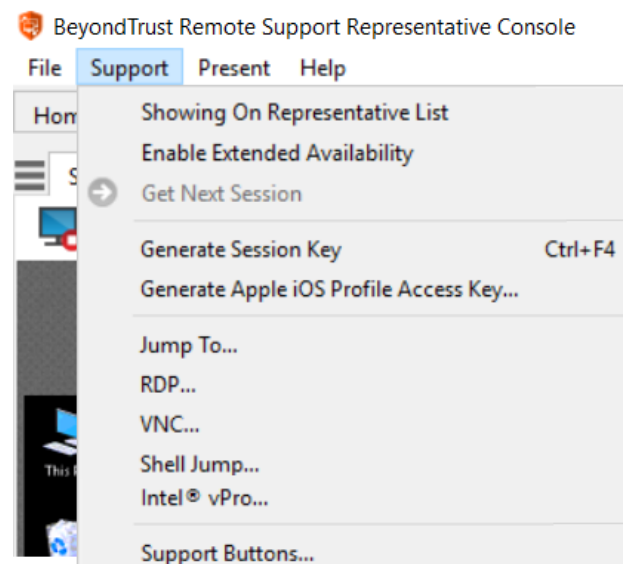 BeyondTrust Remote Support Representative Console
File Support Present Help
Hom
Showing On Representative List
Enable Extended Availability
S
Get Next Session
Generate Session Key Ctrl+F4
Generate Apple iOS Profile Access Key...
Jump To...
RDP...
VNC...
Shell Jump...
This P
Intel® vPro...
Support Buttons...